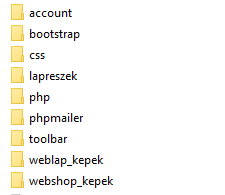 account
bootstrap
css
lapreszek
php
phpmailer
toolbar
weblap_kepek
webshop_kepek